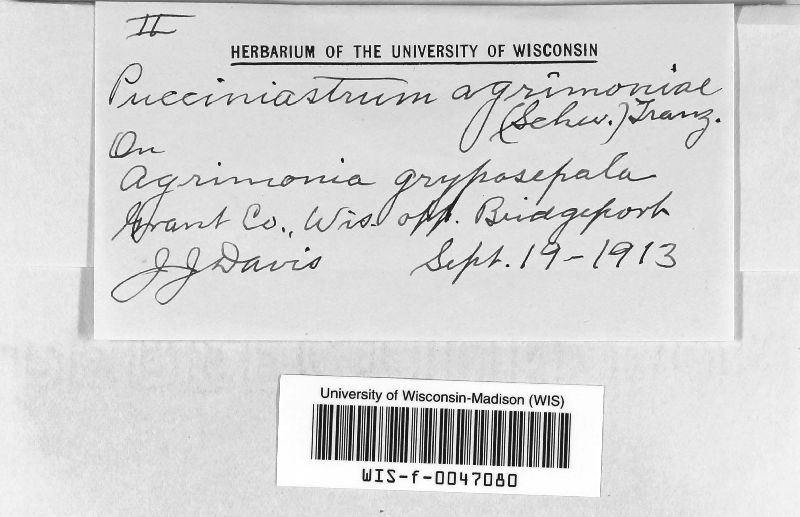 II
HERBARIUM OF THE UNIVERSITY OF WISCONSIN
Pucciniastrum agrimoniae
(Schw.) Tranz.
On
Agrimonia gryposepala
Grant Co., Wis. opp. Bridgeport
J J Davis Sept. 19-1913
University of Wisconsin-Madison (WIS)
WIS-f-0047080